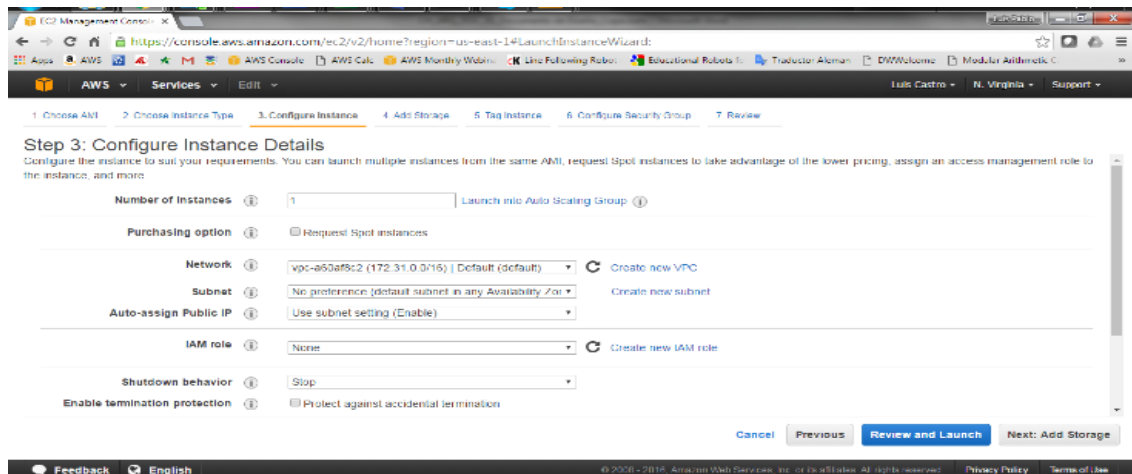 EC2 Management Console
https://console.aws.amazon.com/ec2/v2/home?region=us-east-1#LaunchInstanceWizard:
Apps AWS AWS Console AWS Calc AWS Monthly Webina Line Following Robo Educational Robots Traductor Aleman DWWelcome Modular Arithmetic C
AWS Services Edit Luis Castro N. Virginia Support
1. Choose AMI 2. Choose Instance Type 3. Configure Instance 4. Add Storage 5. Tag Instance 6. Configure Security Group 7. Review
Step 3: Configure Instance Details
Configure the instance to suit your requirements. You can launch multiple instances from the same AMI, request Spot instances to take advantage of the lower pricing, assign an access management role to
the instance, and more
Number of Instances 1 Launch into Auto Scaling Group
Purchasing option Request Spot instances
Network vpc-a60af8c2 (172.31.0.0/16) | Default (default) Create new VPC
Subnet No preference (default subnet in any Availability Zor Create new subnet
Auto-assign Public IP Use subnet setting (Enable)
IAM role None Create new IAM role
Shutdown behavior Stop
Enable termination protection Protect against accidental termination
Cancel Previous Review and Launch Next: Add Storage
Feedback English © 2008 - 2016, Amazon Web Services, Inc. or its affiliates. All rights reserved. Privacy Policy Terms of Use